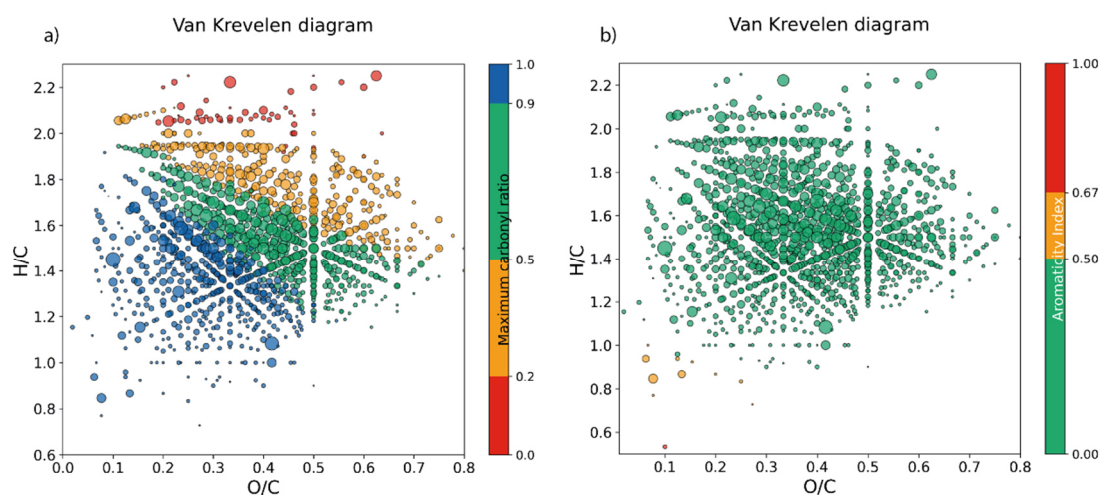 Van Krevelen diagram
a)
H/C
2.2
2.0
1.8
1.6
1.4
1.2
1.0
0.8
0.6
0.0 0.1 0.2 0.3 0.4 0.5 0.6 0.7 0.8
O/C
1.0
0.9
0.5
0.2
0.0
Maximum carbonyl ratio
Van Krevelen diagram
b)
H/C
2.2
2.0
1.8
1.6
1.4
1.2
1.0
0.8
0.6
0.1 0.2 0.3 0.4 0.5 0.6 0.7 0.8
O/C
1.00
0.67
0.50
0.00
Aromaticity Index